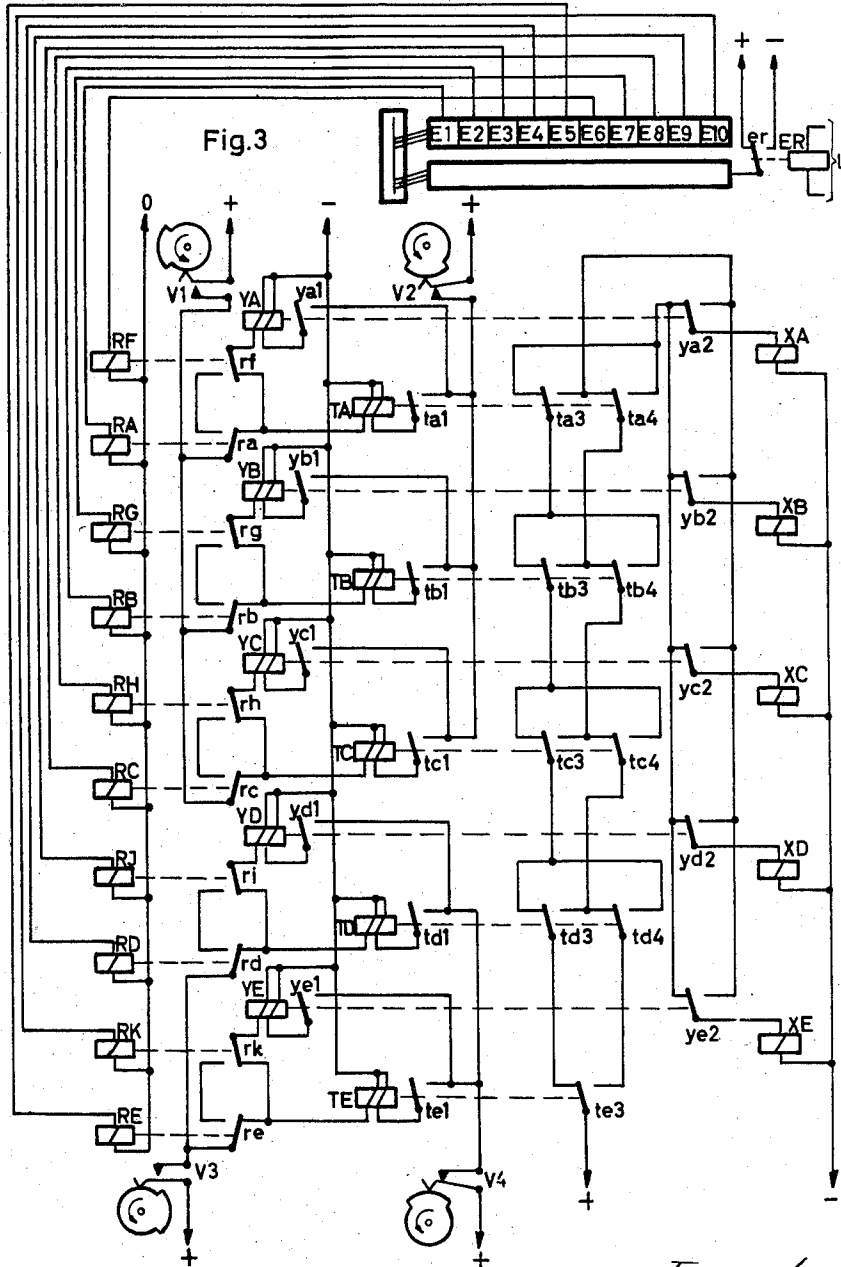 + -
E1 E2 E3 E4 E5 E6 E7 E8 E9 E10 er ER
Fig.3
0 + - +
V1 YA ya1 V2
RF rf ya2 XA
TA ta1 ta3 ta4
RA ra
YB yb1 yb2 XB
RG rg
TB tb1 tb3 tb4
RB rb
YC yc1 yc2 XC
RH rh
TC tc1 tc3 tc4
RC rc
YD yd1 yd2 XD
RJ ri
TD td1 td3 td4
RD rd
YE ye1 ye2 XE
RK rk
TE te1 te3
RE re
V3 V4
+ + + -